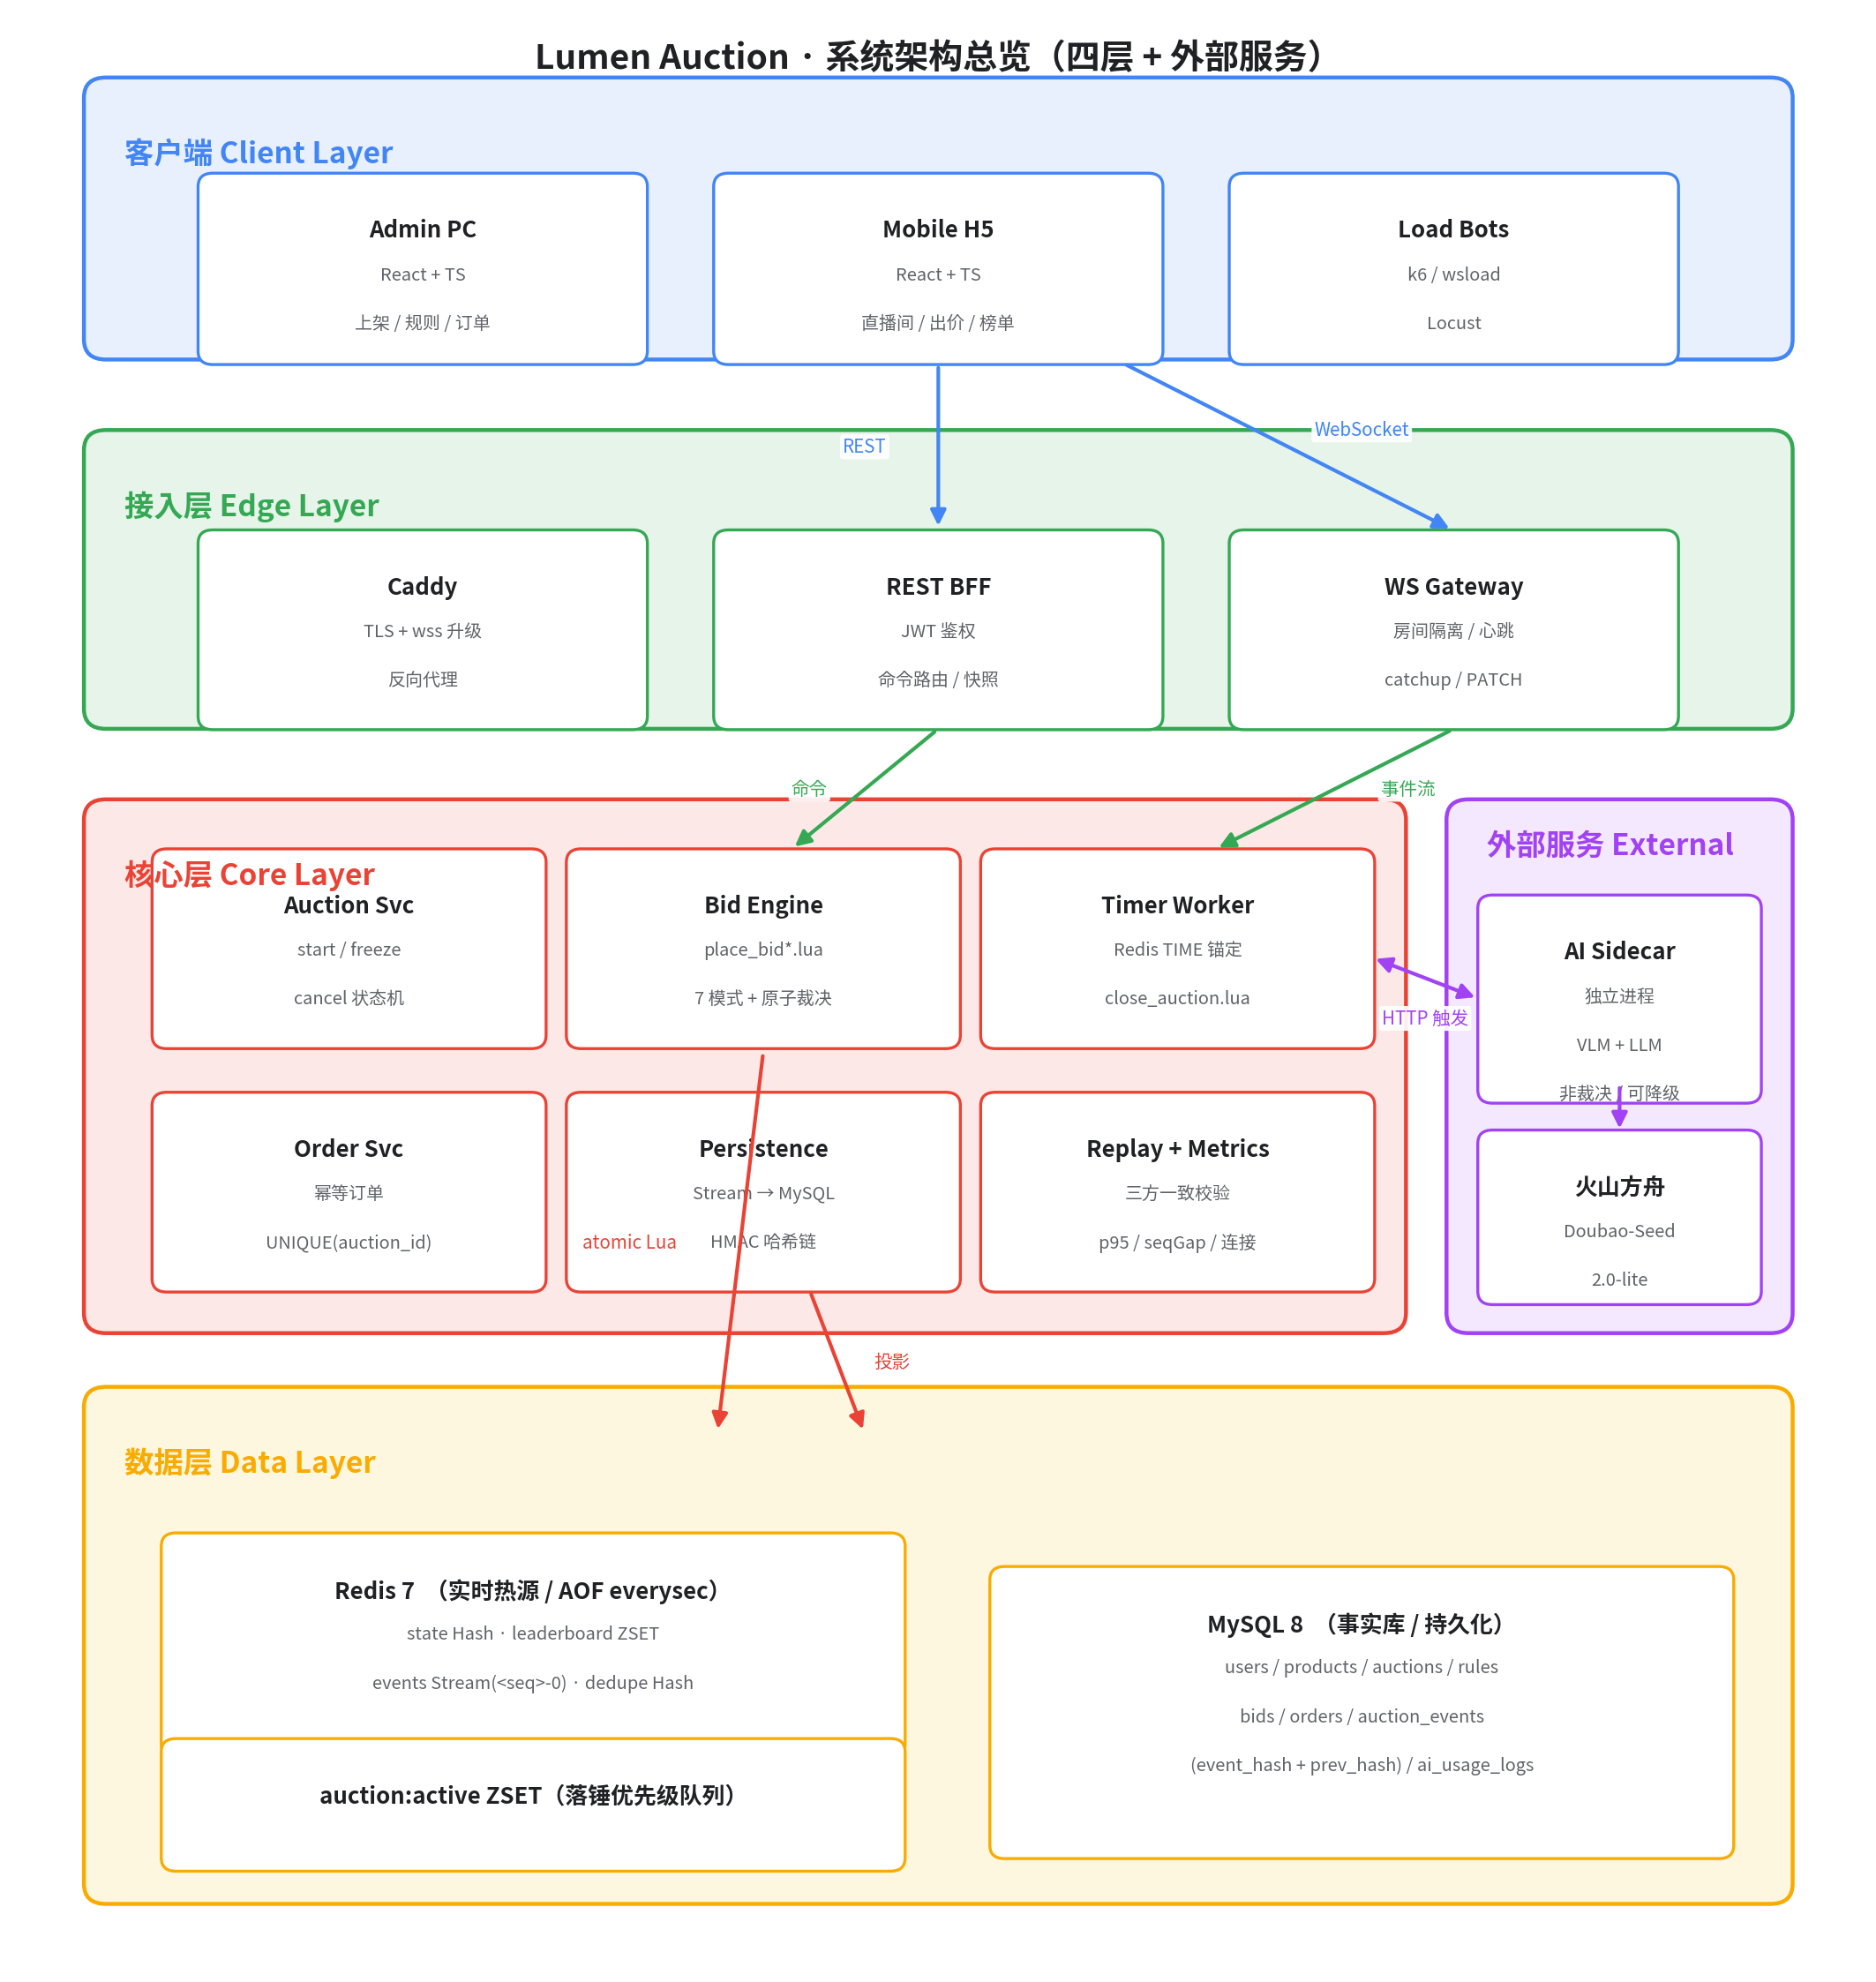 Lumen Auction · 系统架构总览（四层 + 外部服务）
客户端 Client Layer
Admin PC
React + TS
上架 / 规则 / 订单
Mobile H5
React + TS
直播间 / 出价 / 榜单
Load Bots
k6 / wsload
Locust
REST
WebSocket
接入层 Edge Layer
Caddy
TLS + wss 升级
反向代理
REST BFF
JWT 鉴权
命令路由 / 快照
WS Gateway
房间隔离 / 心跳
catchup / PATCH
命令
事件流
核心层 Core Layer
Auction Svc
start / freeze
cancel 状态机
Bid Engine
place_bid*.lua
7 模式 + 原子裁决
Timer Worker
Redis TIME 锚定
close_auction.lua
Order Svc
幂等订单
UNIQUE(auction_id)
Persistence
Stream → MySQL
HMAC 哈希链
atomic Lua
Replay + Metrics
三方一致校验
p95 / seqGap / 连接
HTTP 触发
外部服务 External
AI Sidecar
独立进程
VLM + LLM
非裁决 / 可降级
火山方舟
Doubao-Seed
2.0-lite
投影
数据层 Data Layer
Redis 7 （实时热源 / AOF everysec）
state Hash · leaderboard ZSET
events Stream(<seq>-0) · dedupe Hash
auction:active ZSET（落锤优先级队列）
MySQL 8 （事实库 / 持久化）
users / products / auctions / rules
bids / orders / auction_events
(event_hash + prev_hash) / ai_usage_logs